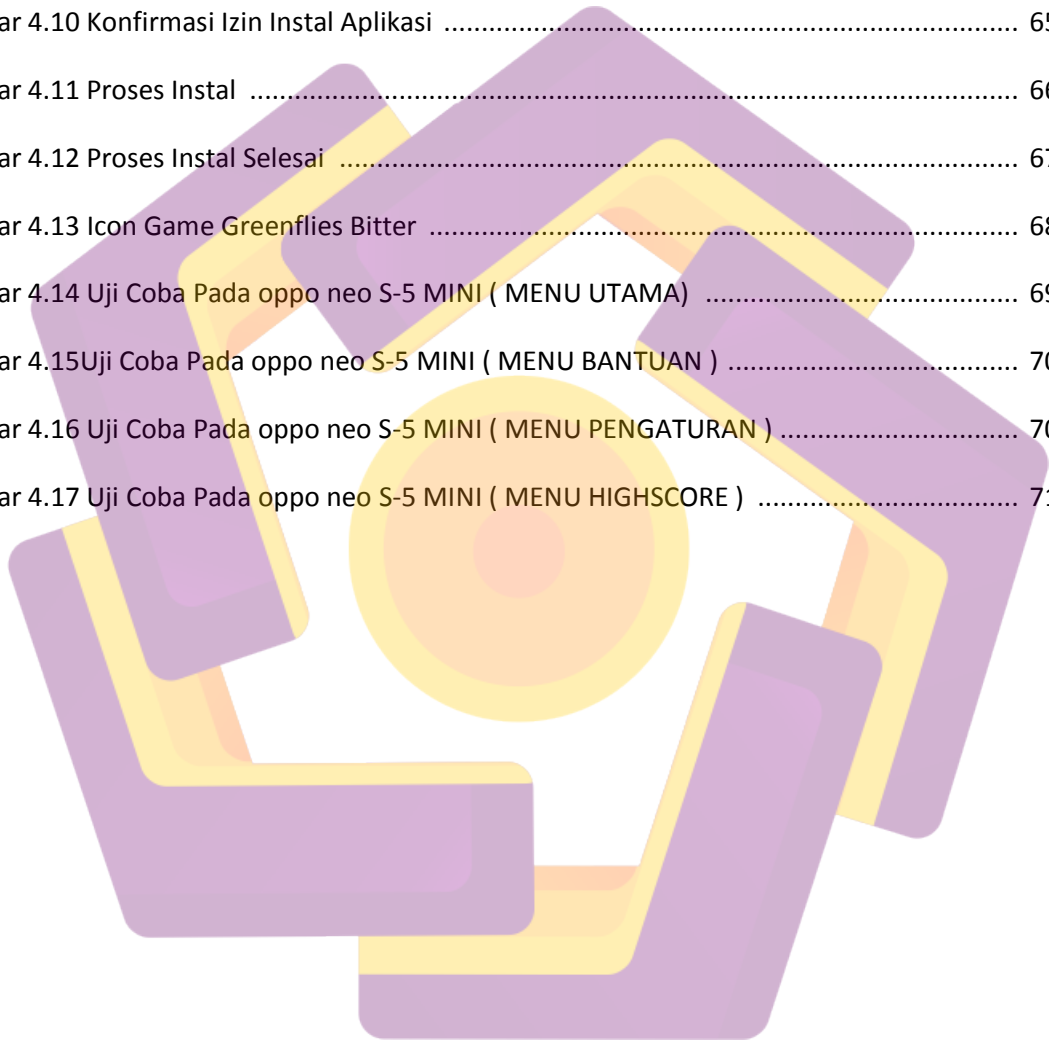 ar 4.10 Konfirmasi Izin Instal Aplikasi ........................................................................................ 65
ar 4.11 Proses Instal ........................................................................................ 66
ar 4.12 Proses Instal Selesai ........................................................................................ 67
ar 4.13 Icon Game Greenflies Bitter ........................................................................................ 68
ar 4.14 Uji Coba Pada oppo neo S-5 MINI ( MENU UTAMA) ............................................... 69
ar 4.15Uji Coba Pada oppo neo S-5 MINI ( MENU BANTUAN ) ............................................ 70
ar 4.16 Uji Coba Pada oppo neo S-5 MINI ( MENU PENGATURAN ) ..................................... 70
ar 4.17 Uji Coba Pada oppo neo S-5 MINI ( MENU HIGHSCORE ) ........................................ 71